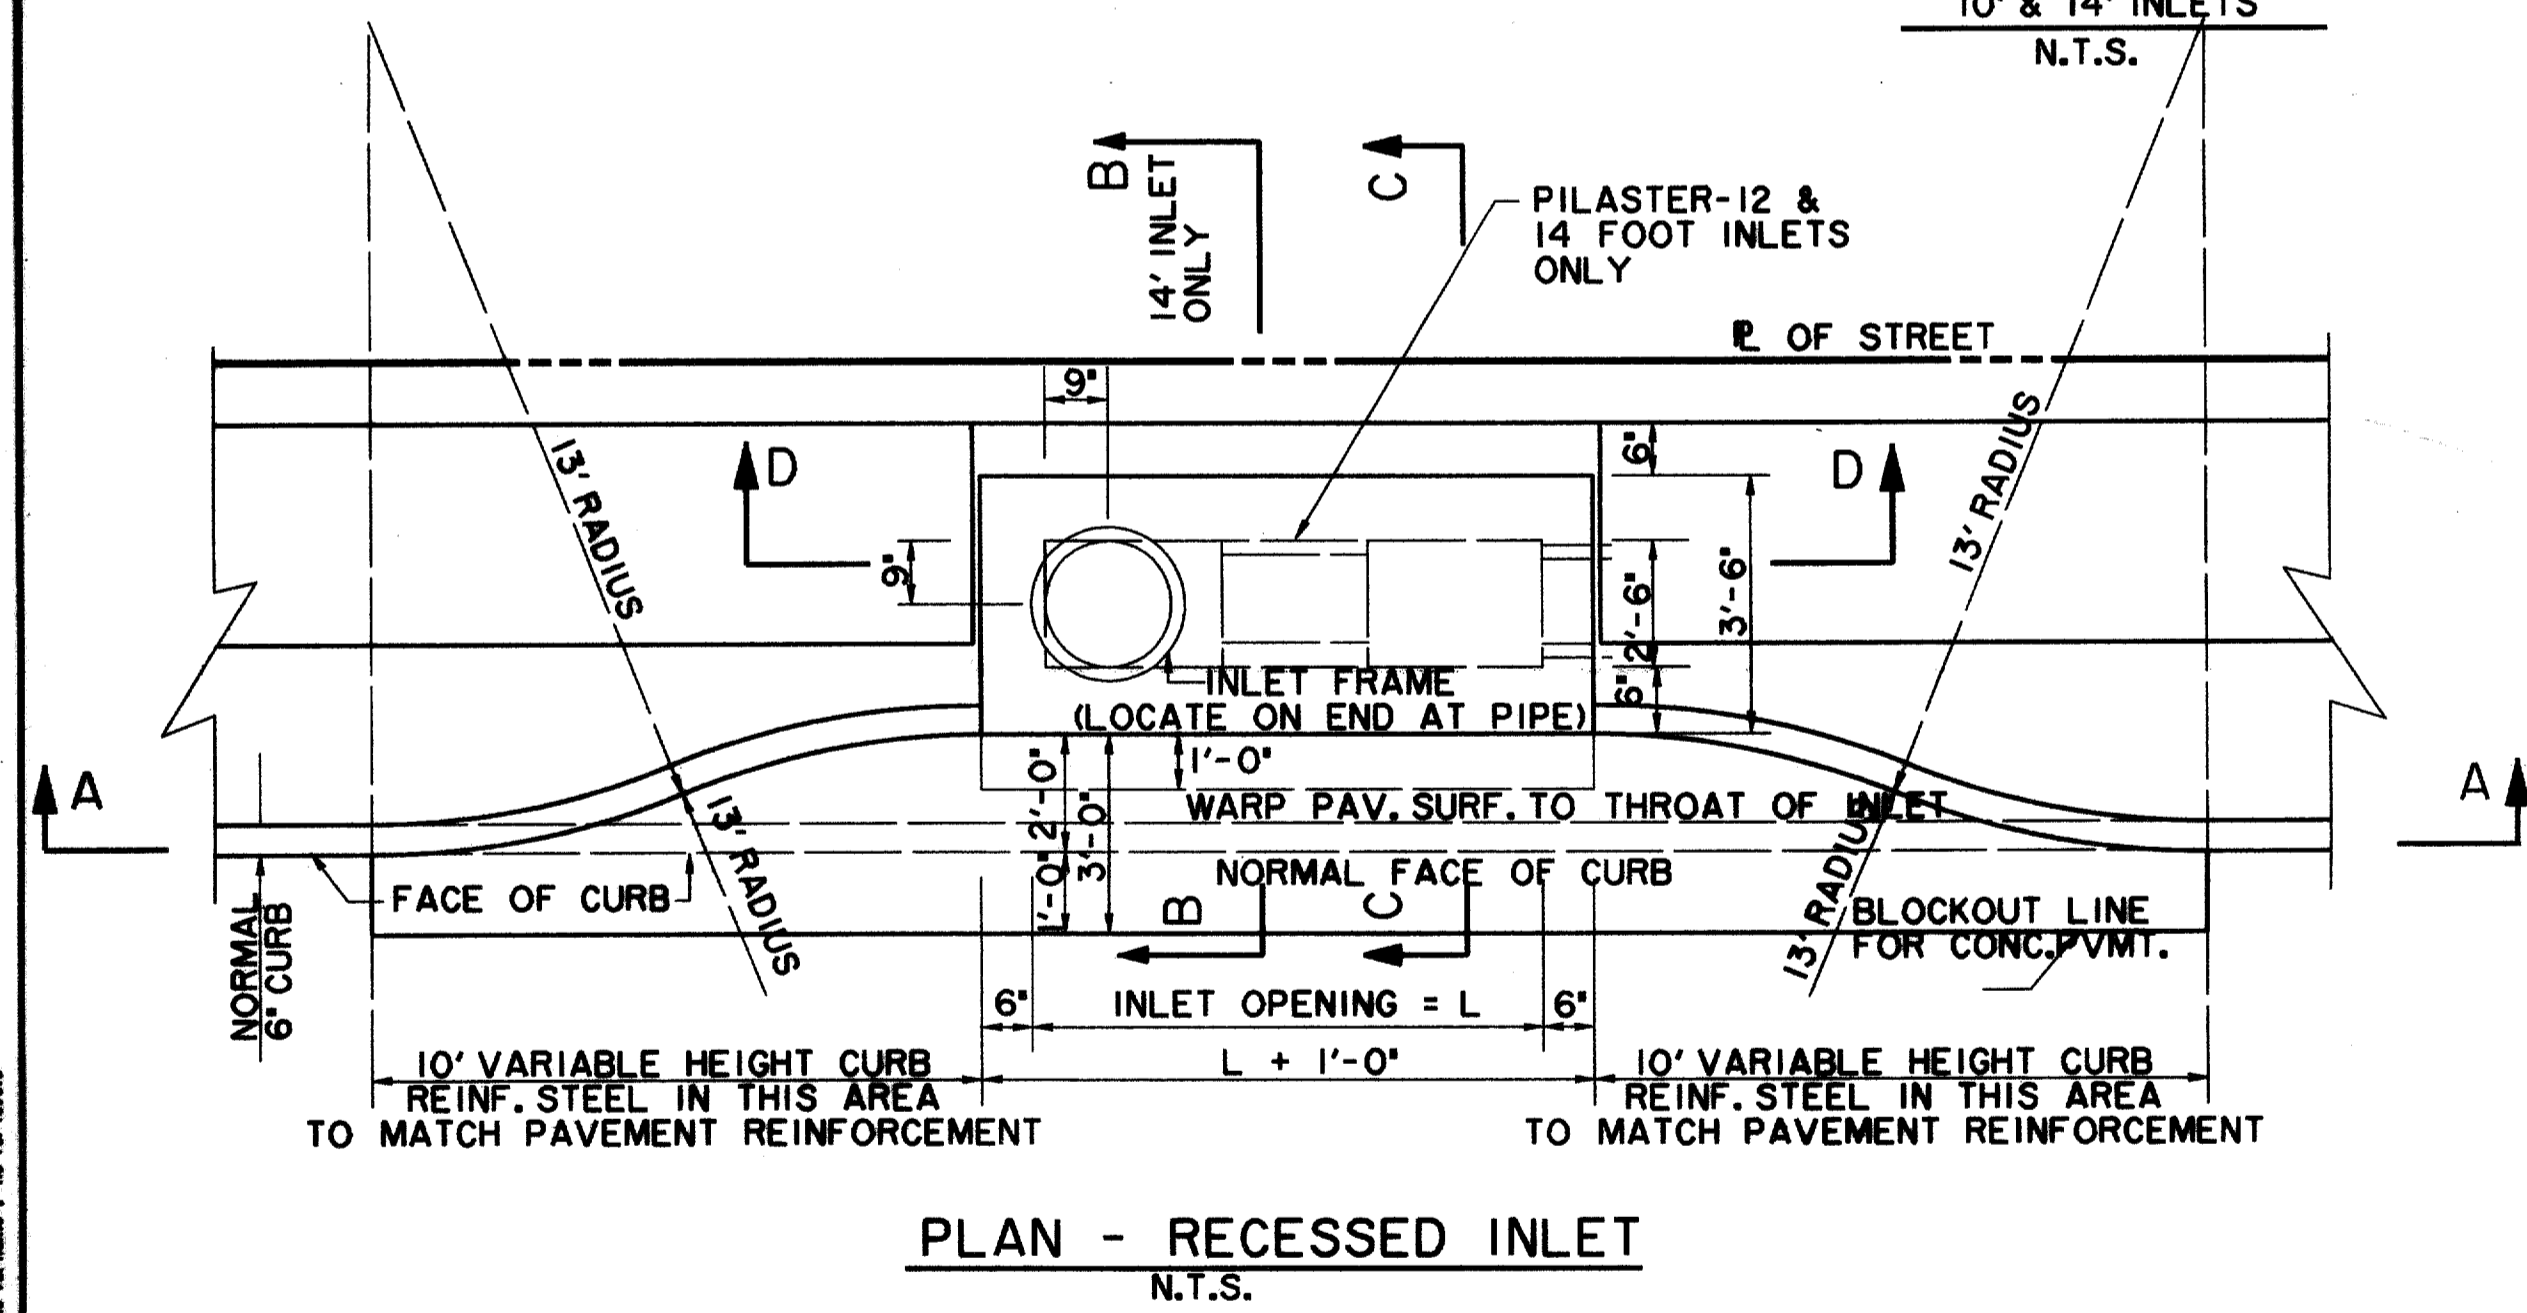 10' & 14' INLETS
N.T.S.
B
14' INLET
ONLY
C
PILASTER-12 &
14 FOOT INLETS
ONLY
PL OF STREET
9"
13' RADIUS
D
9"
6"
D
13' RADIUS
2'-6"
3'-6"
6"
INLET FRAME
(LOCATE ON END AT PIPE)
1'-0"
A
2'-0"
3'-0"
1'-0"
WARP PAV. SURF. TO THROAT OF INLET
A
13' RADIUS
NORMAL FACE OF CURB
13' RADIUS
FACE OF CURB
NORMAL
6" CURB
B
C
BLOCKOUT LINE
FOR CONC. PVMT.
6"
INLET OPENING = L
6"
10' VARIABLE HEIGHT CURB
REINF. STEEL IN THIS AREA
TO MATCH PAVEMENT REINFORCEMENT
L + 1'-0"
10' VARIABLE HEIGHT CURB
REINF. STEEL IN THIS AREA
TO MATCH PAVEMENT REINFORCEMENT
PLAN - RECESSED INLET
N.T.S.